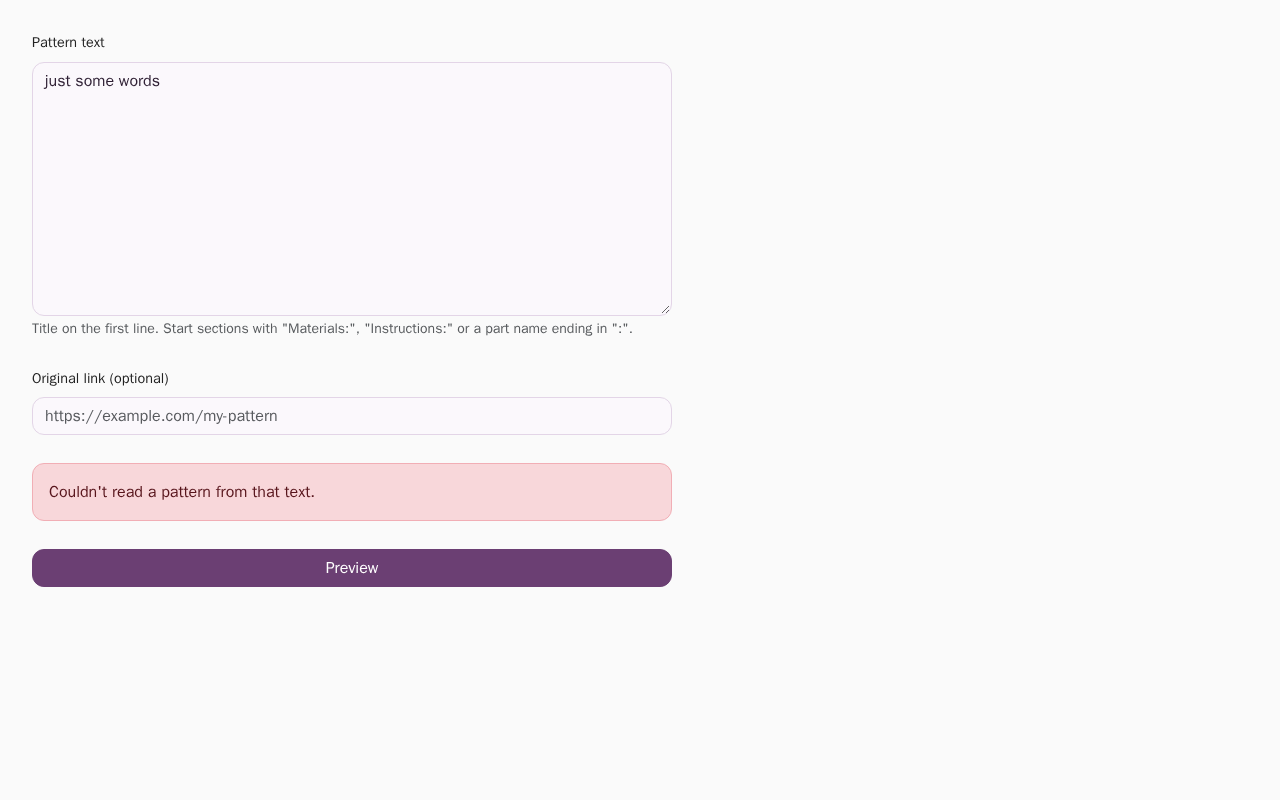 Pattern text
just some words
Title on the first line. Start sections with "Materials:", "Instructions:" or a part name ending in ":".
Original link (optional)
https://example.com/my-pattern
Couldn't read a pattern from that text.
Preview